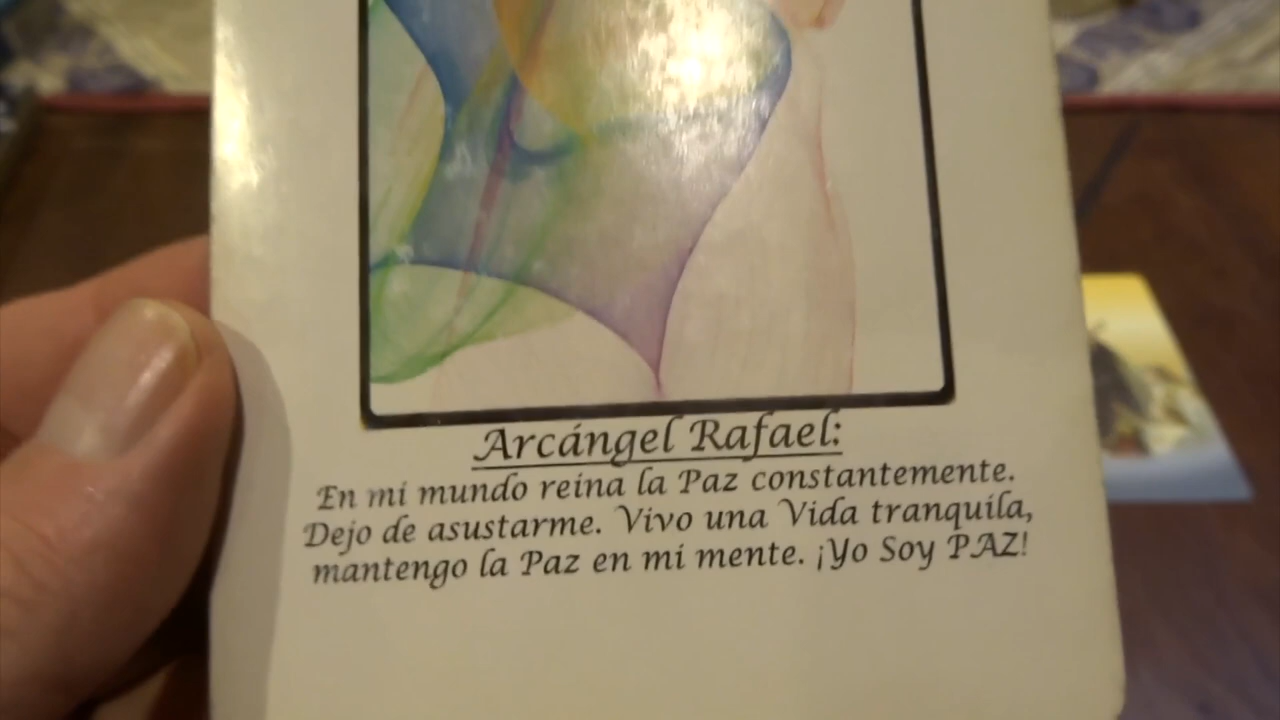 Arcángel Rafael:
En mi mundo reina la Paz constantemente.
Dejo de asustarme. Vivo una Vida tranquila,
mantengo la Paz en mi mente. ¡Yo Soy PAZ!